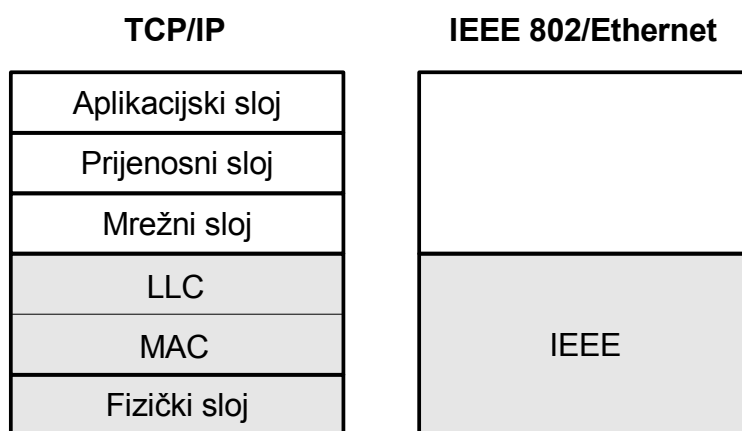 TCP/IP
IEEE 802/Ethernet
Aplikacijski sloj
Prijenosni sloj
Mrežni sloj
LLC
MAC
IEEE
Fizički sloj